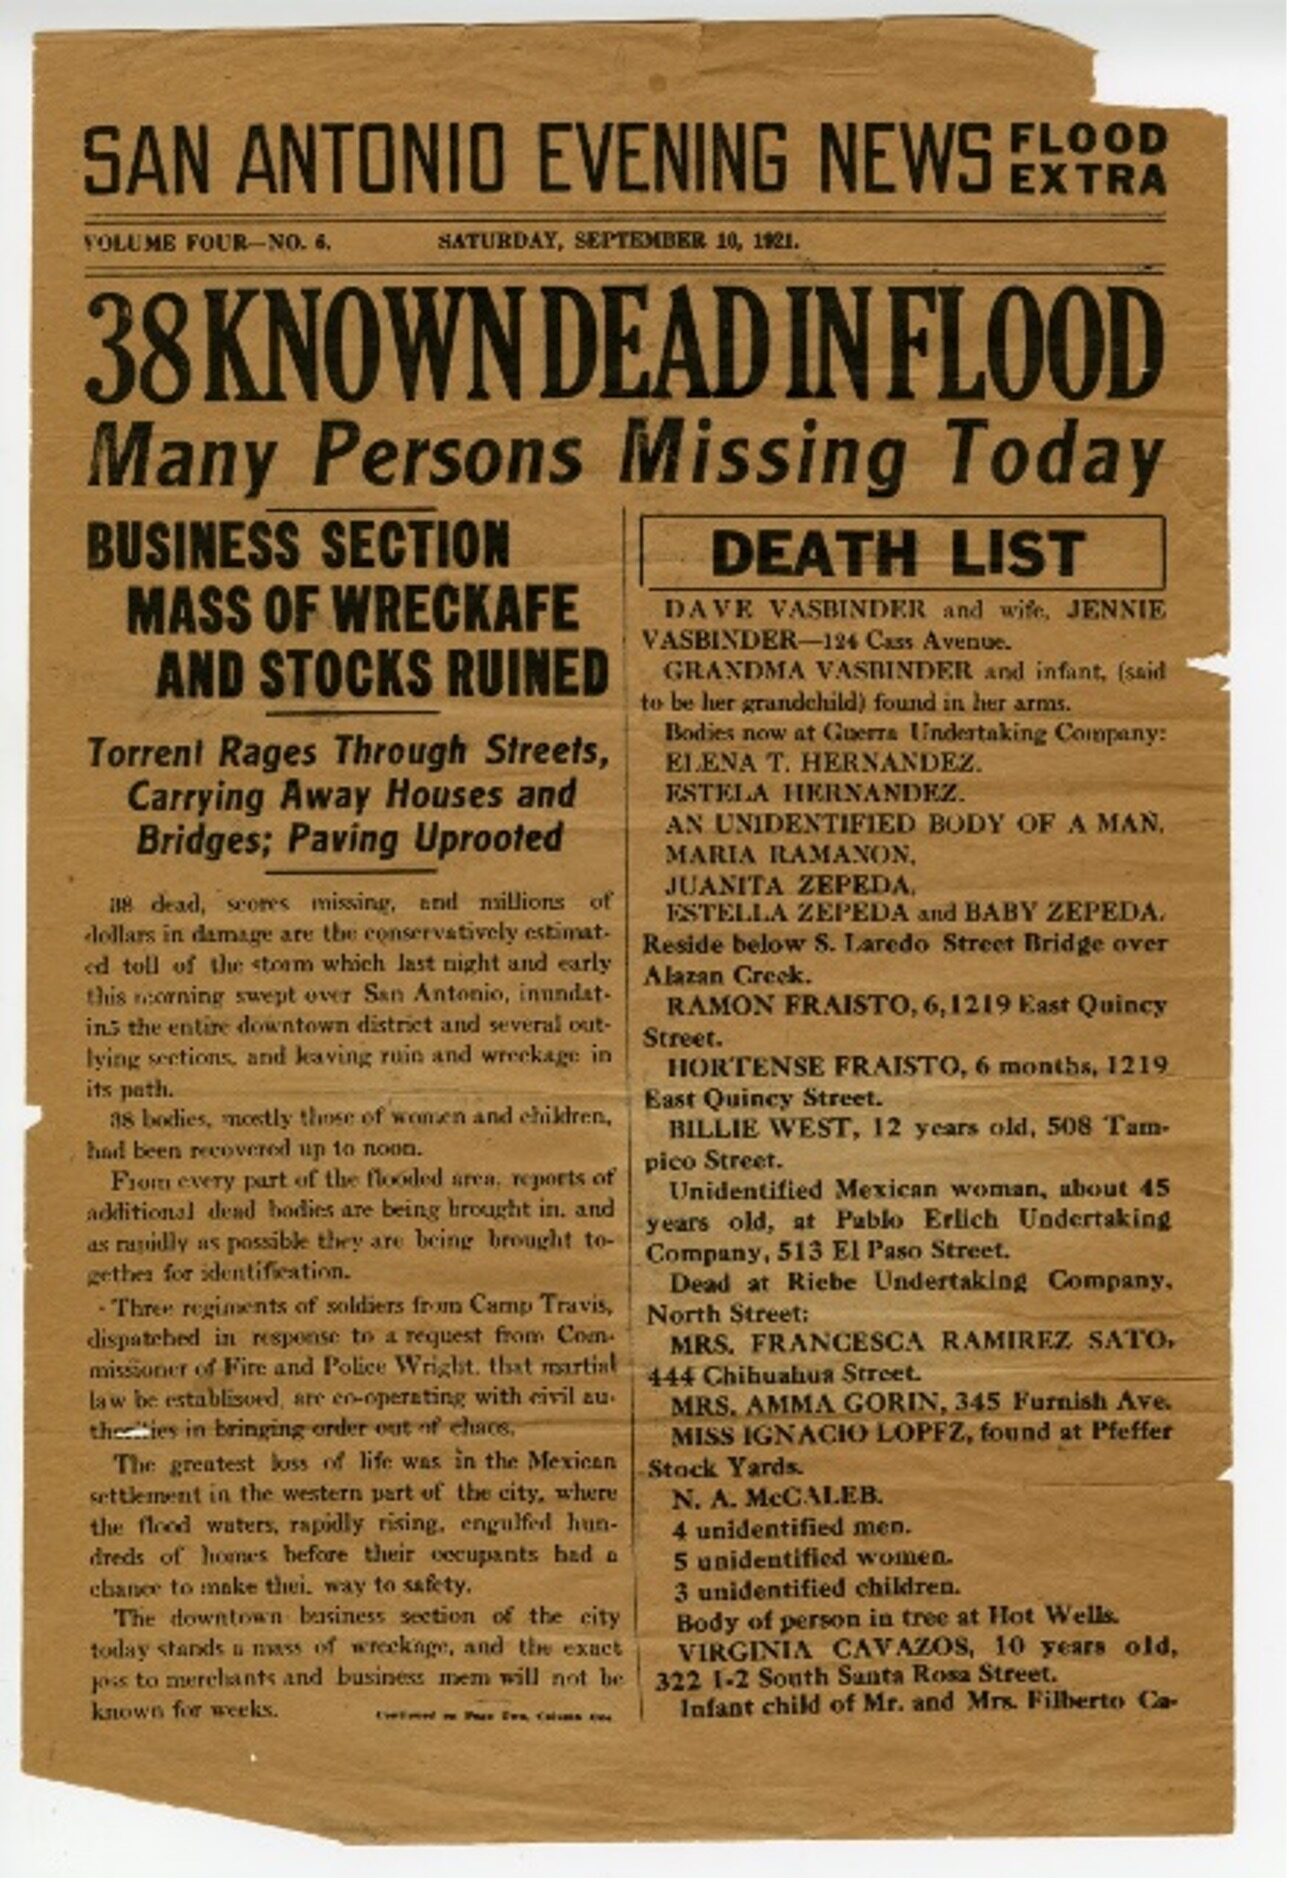 SAN ANTONIO EVENING NEWS FLOOD EXTRA
VOLUME FOUR—NO. 6. SATURDAY, SEPTEMBER 10, 1921.
38 KNOWN DEAD IN FLOOD
Many Persons Missing Today
BUSINESS SECTION
MASS OF WRECKAFE
AND STOCKS RUINED
Torrent Rages Through Streets,
Carrying Away Houses and
Bridges; Paving Uprooted
38 dead, scores missing, and millions of
dollars in damage are the conservatively estimat-
ed toll of the storm which last night and early
this morning swept over San Antonio, inundat-
in5 the entire downtown district and several out-
lying sections, and leaving ruin and wreckage in
its path.
38 bodies, mostly those of women and children,
had been recovered up to noon.
From every part of the flooded area, reports of
additional dead bodies are being brought in, and
as rapidly as possible they are being brought to-
gether for identification.
Three regiments of soldiers from Camp Travis,
dispatched in response to a request from Com-
missioner of Fire and Police Wright, that martial
law be establisoed, are co-operating with civil au-
thorities in bringing order out of chaos.
The greatest loss of life was in the Mexican
settlement in the western part of the city, where
the flood waters, rapidly rising, engulfed hun-
dreds of homes before their occupants had a
chance to make thei. way to safety.
The downtown business section of the city
today stands a mass of wreckage, and the exact
joss to merchants and business mem will not be
known for weeks. Continued on Page Two, Column One.
DEATH LIST
DAVE VASBINDER and wife, JENNIE
VASBINDER—124 Cass Avenue.
GRANDMA VASBINDER and infant, (said
to be her grandchild) found in her arms.
Bodies now at Guerra Undertaking Company:
ELENA T. HERNANDEZ.
ESTELA HERNANDEZ.
AN UNIDENTIFIED BODY OF A MAN.
MARIA RAMANON.
JUANITA ZEPEDA.
ESTELLA ZEPEDA and BABY ZEPEDA.
Reside below S. Laredo Street Bridge over
Alazan Creek.
RAMON FRAISTO, 6, 1219 East Quincy
Street.
HORTENSE FRAISTO, 6 months, 1219
East Quincy Street.
BILLIE WEST, 12 years old, 508 Tam-
pico Street.
Unidentified Mexican woman, about 45
years old, at Pablo Erlich Undertaking
Company, 513 El Paso Street.
Dead at Riebe Undertaking Company,
North Street:
MRS. FRANCESCA RAMIREZ SATO,
444 Chihuahua Street.
MRS. AMMA GORIN, 345 Furnish Ave.
MISS IGNACIO LOPFZ, found at Pfeffer
Stock Yards.
N. A. McCALEB.
4 unidentified men.
5 unidentified women.
3 unidentified children.
Body of person in tree at Hot Wells.
VIRGINIA CAVAZOS, 10 years old,
322 1-2 South Santa Rosa Street.
Infant child of Mr. and Mrs. Filberto Ca-